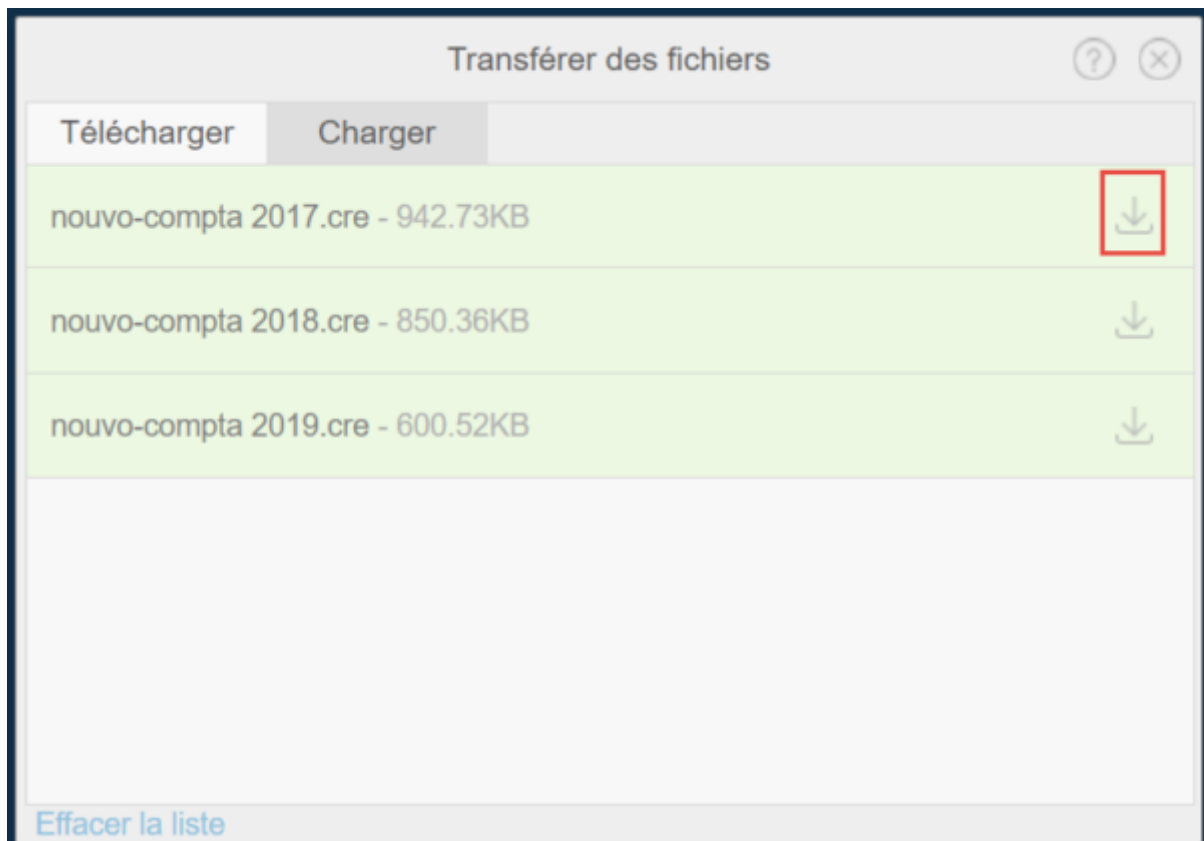 Transférer des fichiers
Télécharger Charger
nouvo-compta 2017.cre - 942.73KB
nouvo-compta 2018.cre - 850.36KB
nouvo-compta 2019.cre - 600.52KB
Effacer la liste